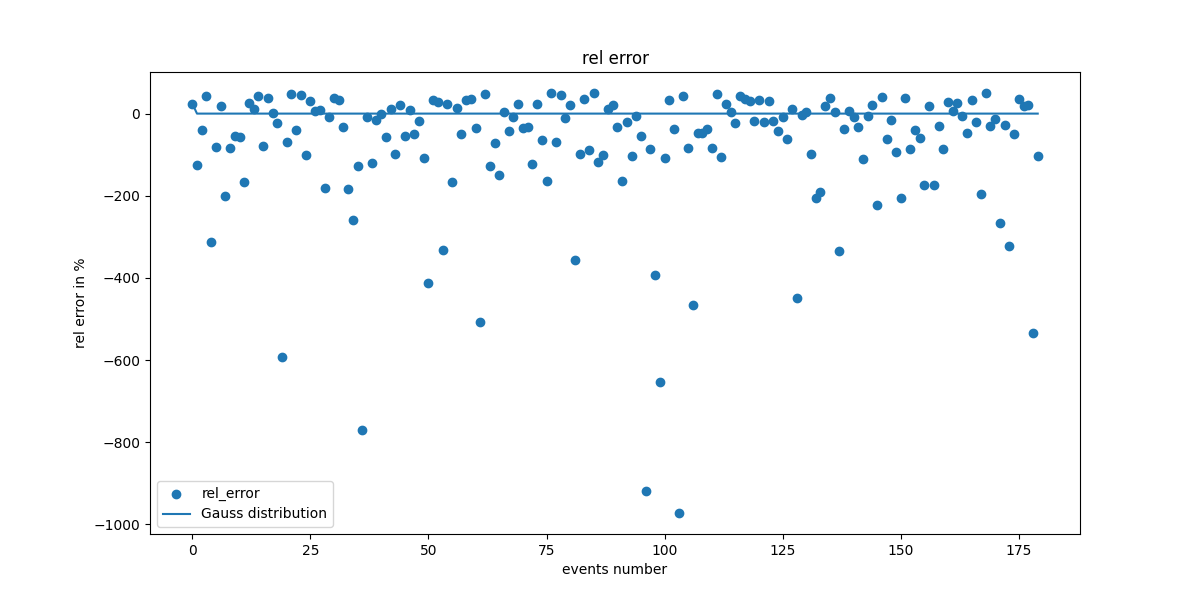 rel error
rel error in %
0
−200
−400
−600
−800
−1000
rel_error
Gauss distribution
0 25 50 75 100 125 150 175
events number